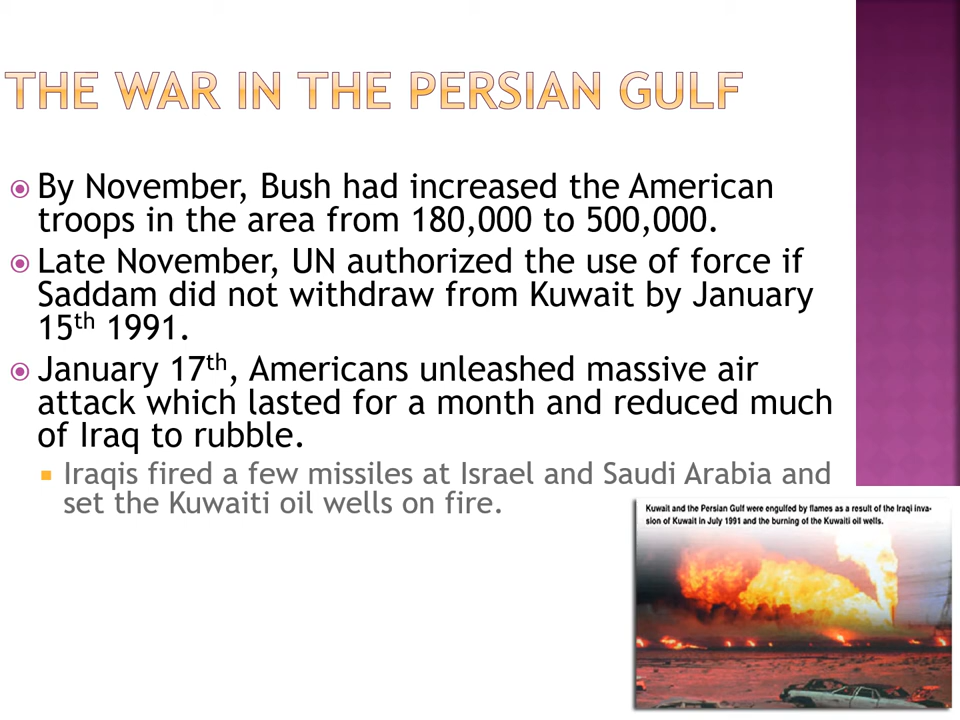 THE WAR IN THE PERSIAN GULF
By November, Bush had increased the American
troops in the area from 180,000 to 500,000.
Late November, UN authorized the use of force if
Saddam did not withdraw from Kuwait by January
15th 1991.
January 17th, Americans unleashed massive air
attack which lasted for a month and reduced much
of Iraq to rubble.
Iraqis fired a few missiles at Israel and Saudi Arabia and
set the Kuwaiti oil wells on fire.
Kuwait and the Persian Gulf were engulfed by flames as a result of the Iraqi inva-
sion of Kuwait in July 1991 and the burning of the Kuwaiti oil wells.